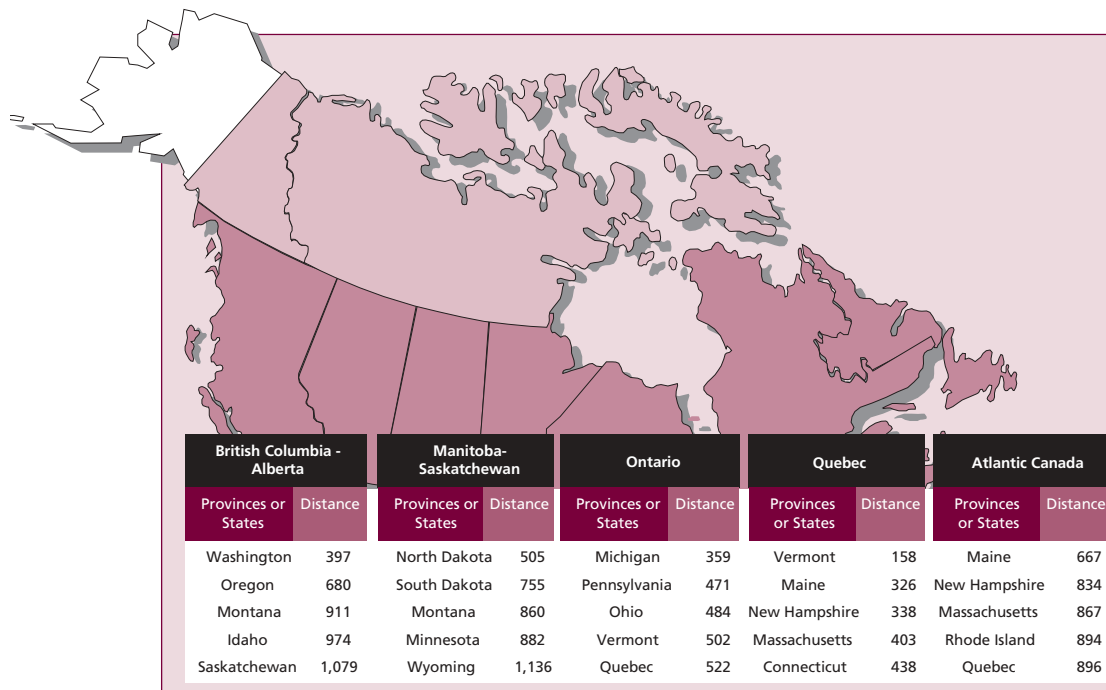 British Columbia -
Alberta
Provinces or
States
Distance
Washington 397
Oregon 680
Montana 911
Idaho 974
Saskatchewan 1,079
Manitoba-
Saskatchewan
Provinces or
States
Distance
North Dakota 505
South Dakota 755
Montana 860
Minnesota 882
Wyoming 1,136
Ontario
Provinces or
States
Distance
Michigan 359
Pennsylvania 471
Ohio 484
Vermont 502
Quebec 522
Quebec
Provinces
or States
Distance
Vermont 158
Maine 326
New Hampshire 338
Massachusetts 403
Connecticut 438
Atlantic Canada
Provinces
or States
Distance
Maine 667
New Hampshire 834
Massachusetts 867
Rhode Island 894
Quebec 896